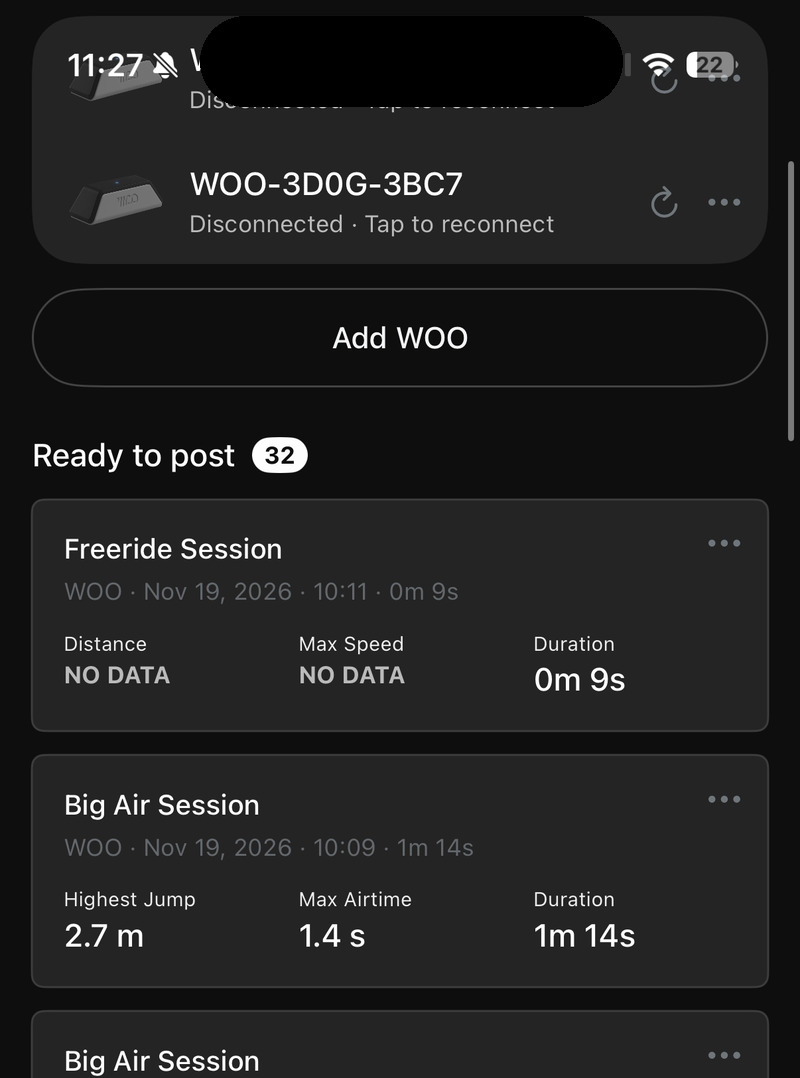 11:27
22
WOO-3D0G-3BC7
Disconnected · Tap to reconnect
Add WOO
Ready to post 32
Freeride Session
WOO · Nov 19, 2026 · 10:11 · 0m 9s
Distance Max Speed Duration
NO DATA NO DATA 0m 9s
Big Air Session
WOO · Nov 19, 2026 · 10:09 · 1m 14s
Highest Jump Max Airtime Duration
2.7 m 1.4 s 1m 14s
Big Air Session